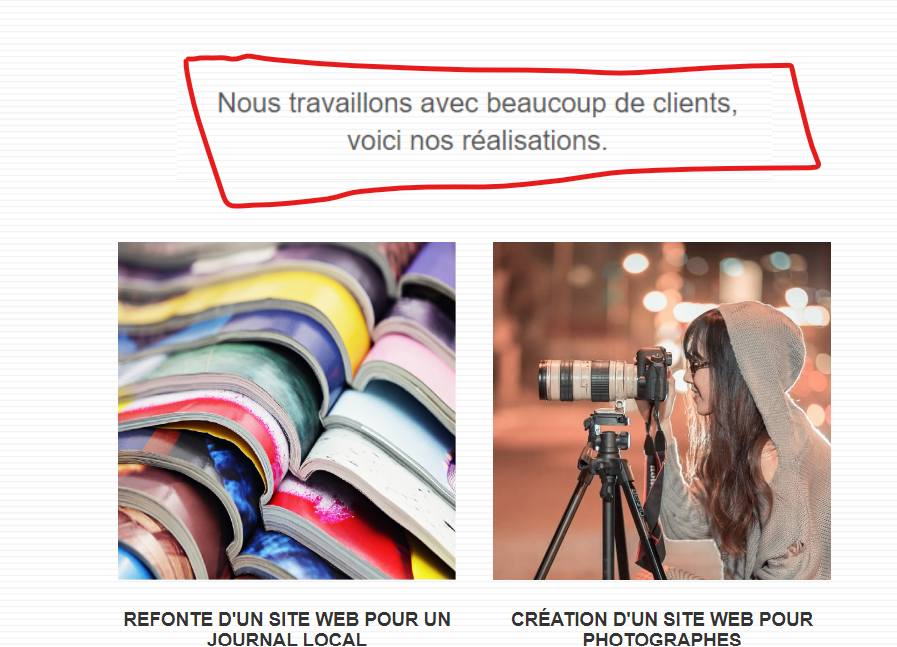 Nous travaillons avec beaucoup de clients,
voici nos réalisations.
REFONTE D'UN SITE WEB POUR UN
JOURNAL LOCAL
CRÉATION D'UN SITE WEB POUR
PHOTOGRAPHES